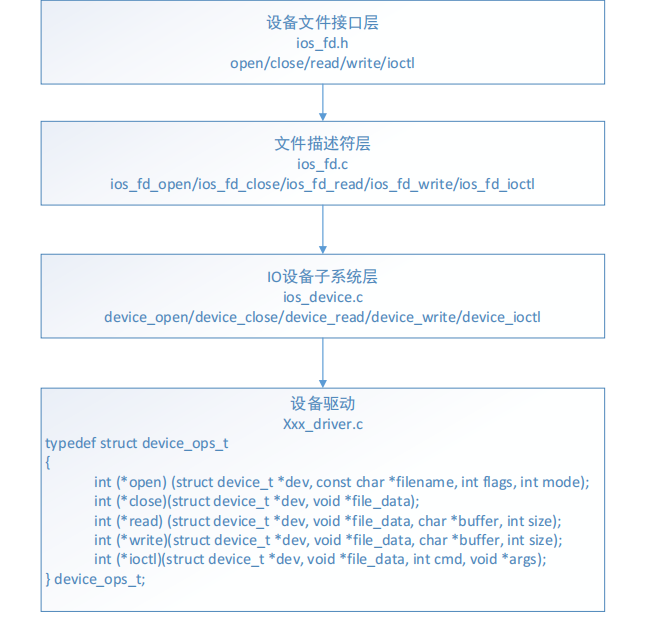 设备文件接口层
ios_fd.h
open/close/read/write/ioctl
文件描述符层
ios_fd.c
ios_fd_open/ios_fd_close/ios_fd_read/ios_fd_write/ios_fd_ioctl
IO设备子系统层
ios_device.c
device_open/device_close/device_read/device_write/device_ioctl
设备驱动
Xxx_driver.c
typedef struct device_ops_t
{
int (*open) (struct device_t *dev, const char *filename, int flags, int mode);
int (*close)(struct device_t *dev, void *file_data);
int (*read) (struct device_t *dev, void *file_data, char *buffer, int size);
int (*write)(struct device_t *dev, void *file_data, char *buffer, int size);
int (*ioctl)(struct device_t *dev, void *file_data, int cmd, void *args);
} device_ops_t;